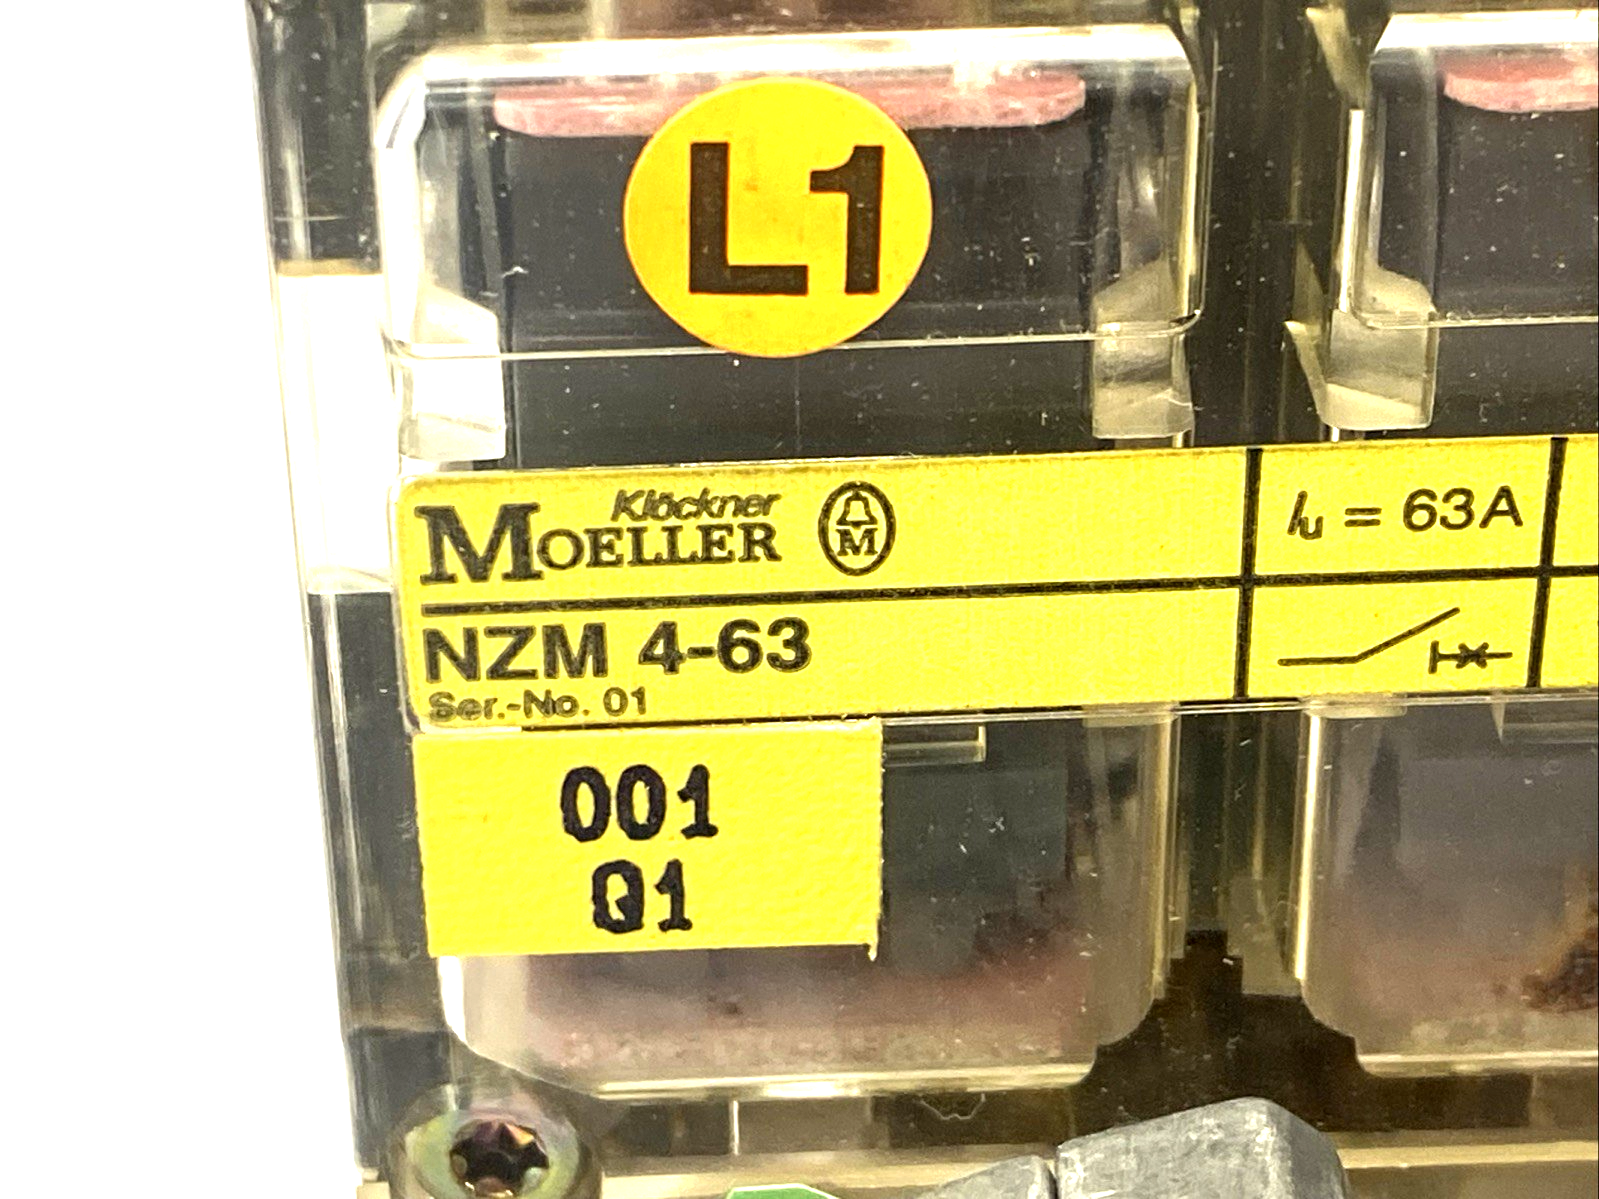 L1
Klöckner
MOELLER
M
Iu = 63A
NZM 4-63
Ser.-No. 01
001
Q1